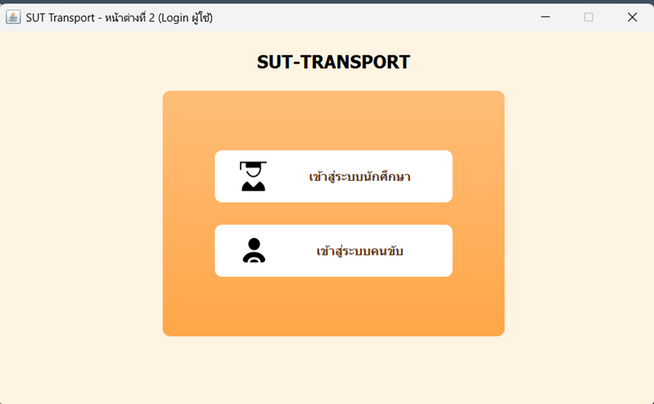 SUT Transport - หน้าต่างที่ 2 (Login ผู้ใช้)
SUT-TRANSPORT
เข้าสู่ระบบนักศึกษา
เข้าสู่ระบบคนขับ